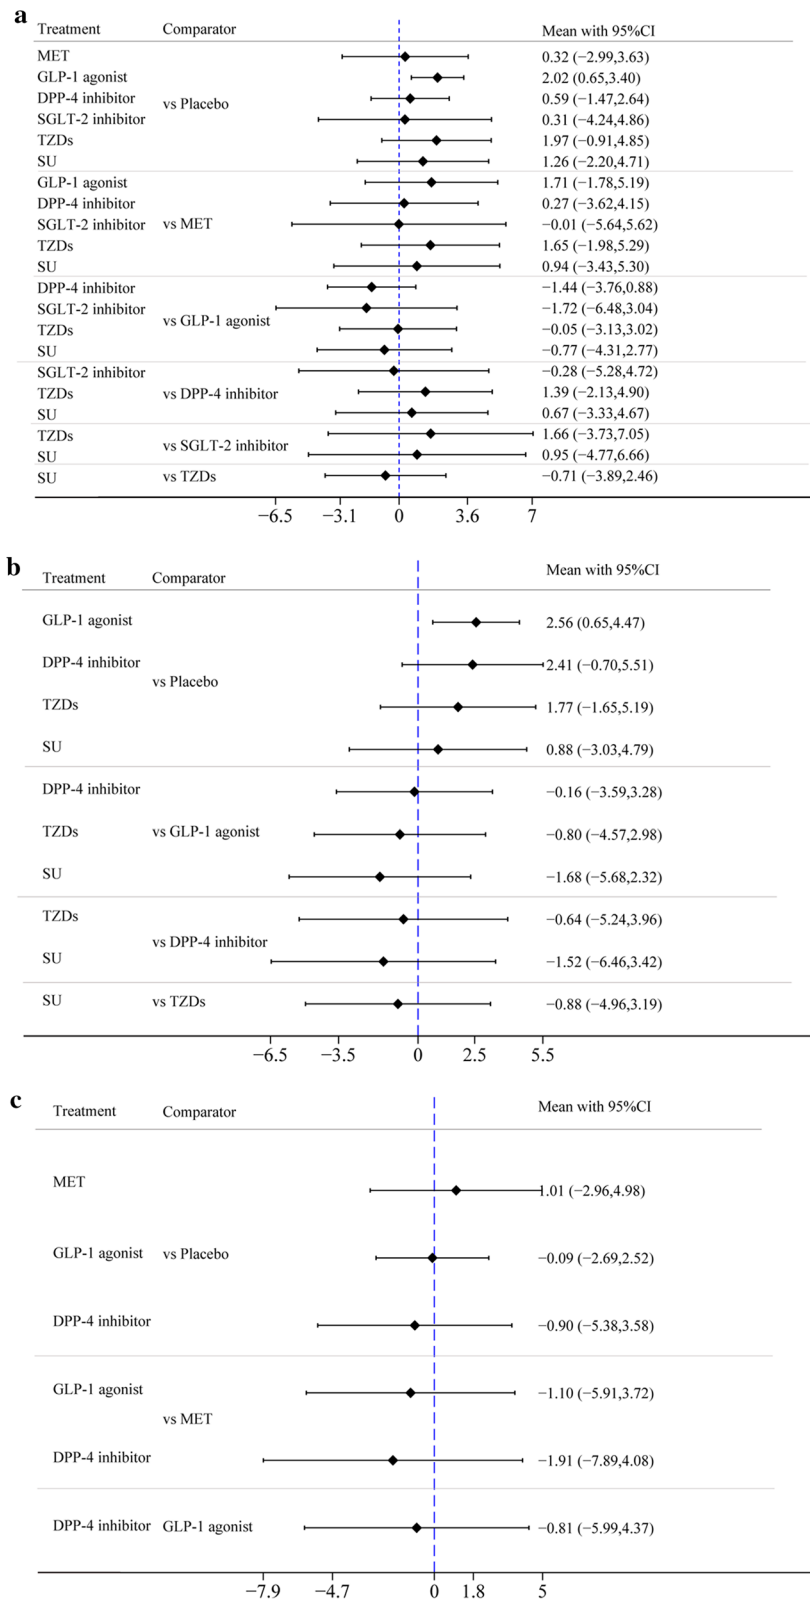 a
Treatment Comparator Mean with 95%CI
MET 0.32 (−2.99,3.63)
GLP-1 agonist 2.02 (0.65,3.40)
DPP-4 inhibitor 0.59 (−1.47,2.64)
vs Placebo
SGLT-2 inhibitor 0.31 (−4.24,4.86)
TZDs 1.97 (−0.91,4.85)
SU 1.26 (−2.20,4.71)
GLP-1 agonist 1.71 (−1.78,5.19)
DPP-4 inhibitor 0.27 (−3.62,4.15)
SGLT-2 inhibitor vs MET −0.01 (−5.64,5.62)
TZDs 1.65 (−1.98,5.29)
SU 0.94 (−3.43,5.30)
DPP-4 inhibitor −1.44 (−3.76,0.88)
SGLT-2 inhibitor −1.72 (−6.48,3.04)
vs GLP-1 agonist
TZDs −0.05 (−3.13,3.02)
SU −0.77 (−4.31,2.77)
SGLT-2 inhibitor −0.28 (−5.28,4.72)
TZDs vs DPP-4 inhibitor 1.39 (−2.13,4.90)
SU 0.67 (−3.33,4.67)
TZDs 1.66 (−3.73,7.05)
vs SGLT-2 inhibitor
SU 0.95 (−4.77,6.66)
SU vs TZDs −0.71 (−3.89,2.46)
−6.5 −3.1 0 3.6 7
b
Treatment Comparator Mean with 95%CI
GLP-1 agonist 2.56 (0.65,4.47)
DPP-4 inhibitor 2.41 (−0.70,5.51)
vs Placebo
TZDs 1.77 (−1.65,5.19)
SU 0.88 (−3.03,4.79)
DPP-4 inhibitor −0.16 (−3.59,3.28)
TZDs vs GLP-1 agonist −0.80 (−4.57,2.98)
SU −1.68 (−5.68,2.32)
TZDs −0.64 (−5.24,3.96)
vs DPP-4 inhibitor
SU −1.52 (−6.46,3.42)
SU vs TZDs −0.88 (−4.96,3.19)
−6.5 −3.5 0 2.5 5.5
c
Treatment Comparator Mean with 95%CI
MET 1.01 (−2.96,4.98)
GLP-1 agonist vs Placebo −0.09 (−2.69,2.52)
DPP-4 inhibitor −0.90 (−5.38,3.58)
GLP-1 agonist −1.10 (−5.91,3.72)
vs MET
DPP-4 inhibitor −1.91 (−7.89,4.08)
DPP-4 inhibitor GLP-1 agonist −0.81 (−5.99,4.37)
−7.9 −4.7 0 1.8 5